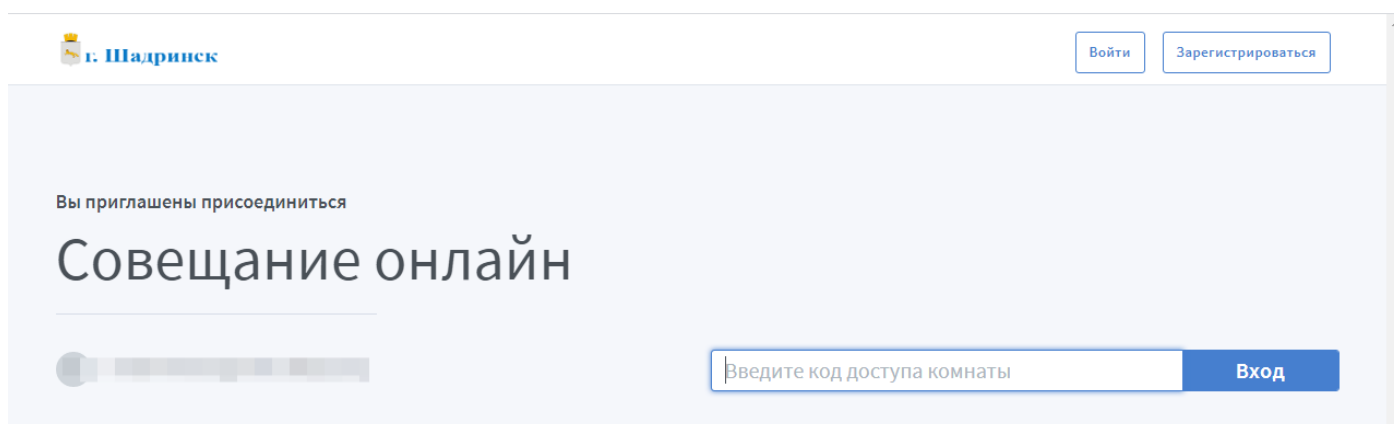 г. Шадринск
Войти
Зарегистрироваться
Вы приглашены присоединиться
Совещание онлайн
Введите код доступа комнаты
Вход